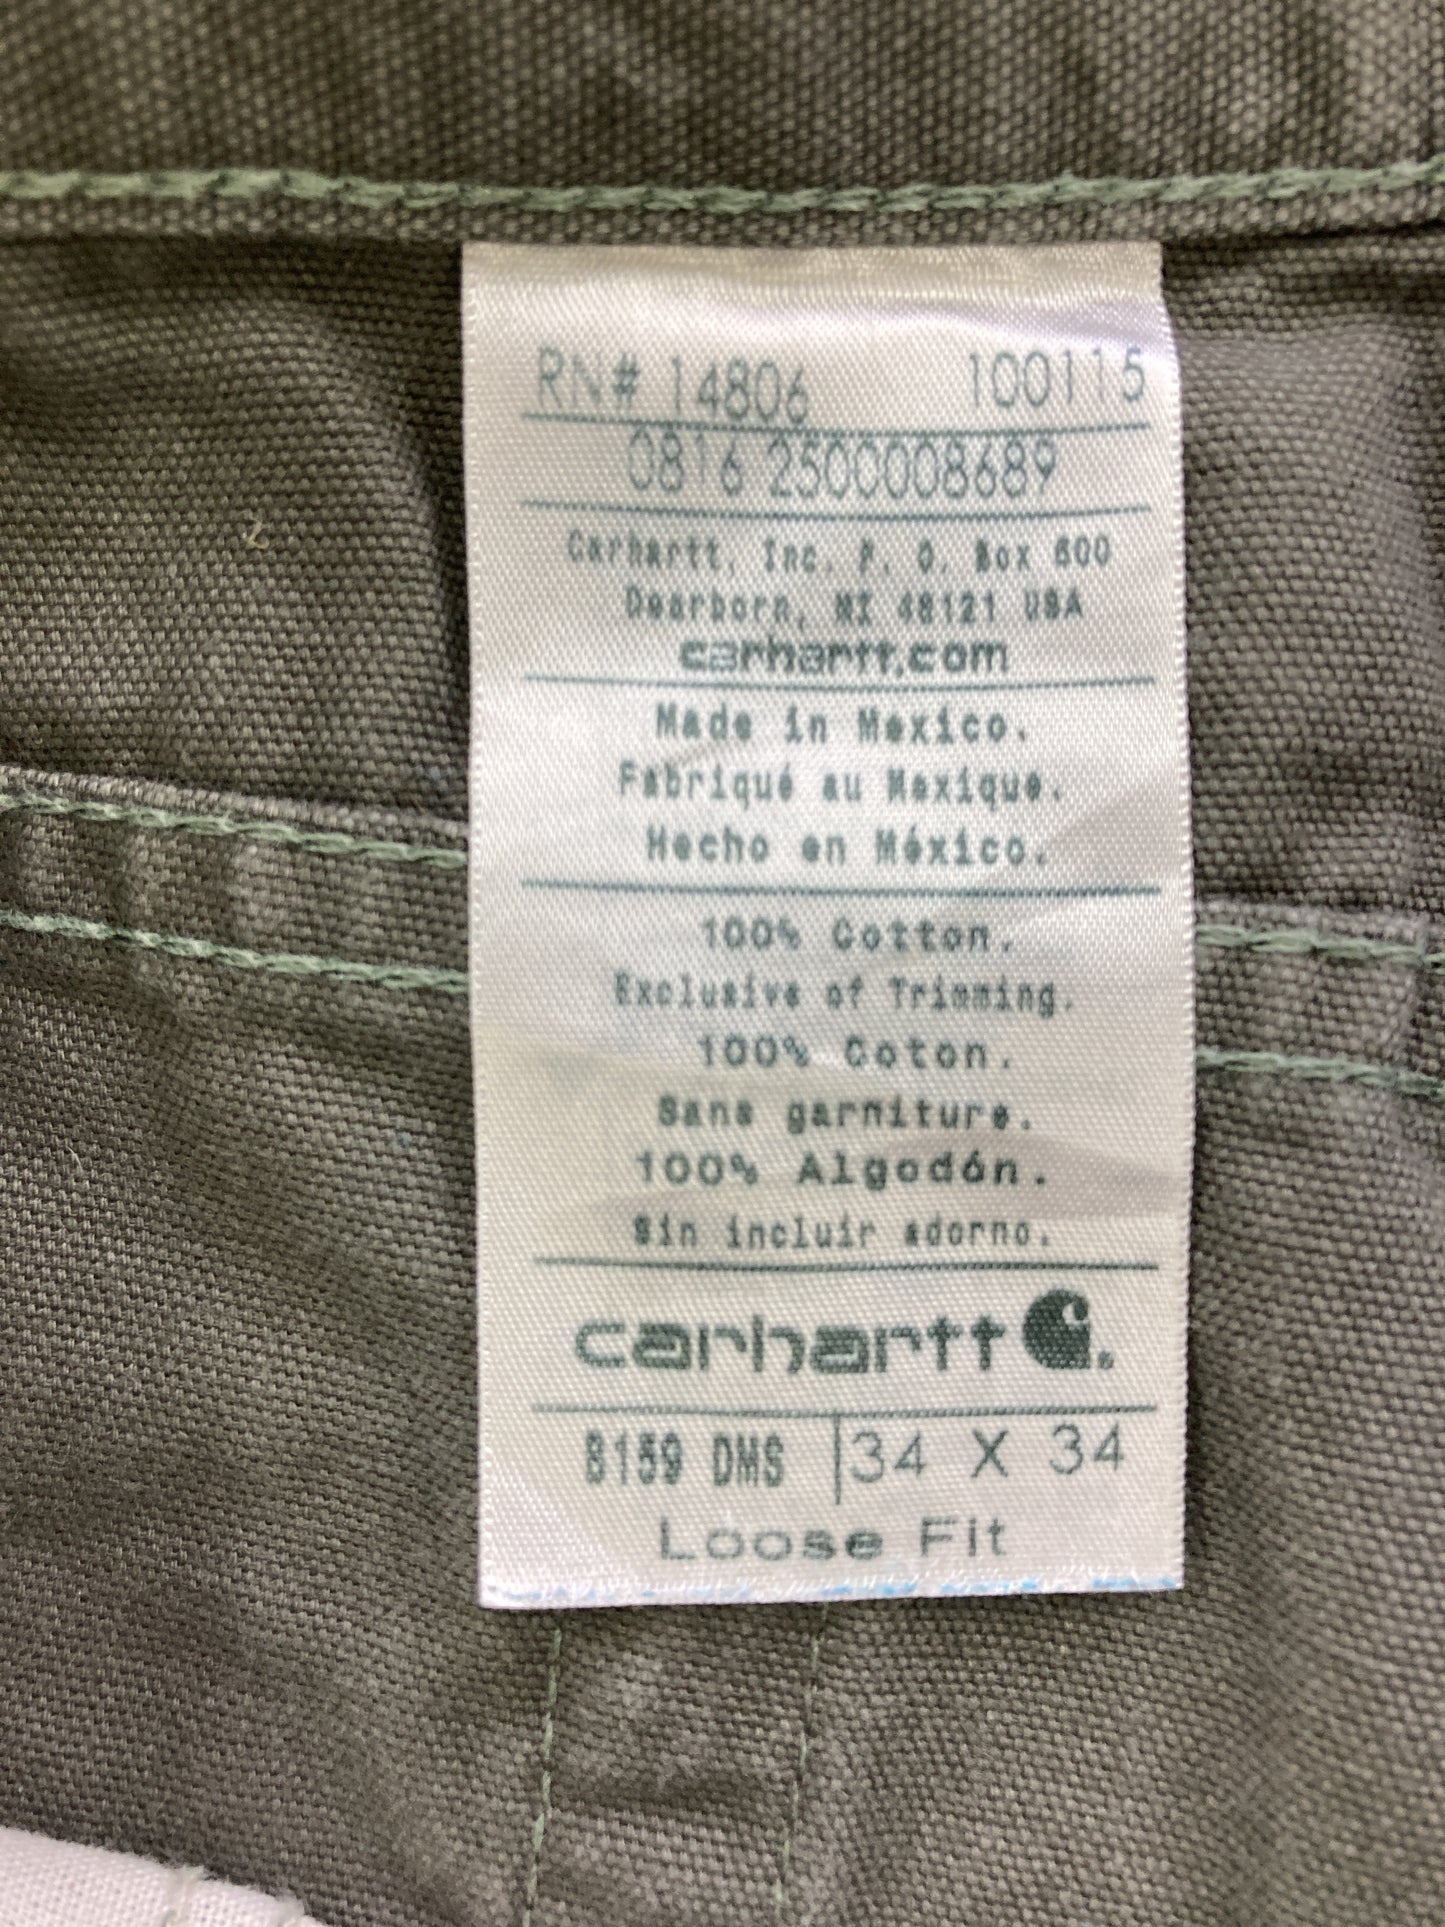 RN# 14806 100115
0816 2500008689
Carhartt, Inc. P. O. Box 600
Dearborn, MI 48121 USA
carhartt.com
Made in Mexico.
Fabriqué au Mexique.
Hecho en México.
100% Cotton.
Exclusive of Trimming.
100% Coton.
Sans garniture.
100% Algodón.
Sin incluir adorno.
carhartt
B159 DMS 34 X 34
Loose Fit